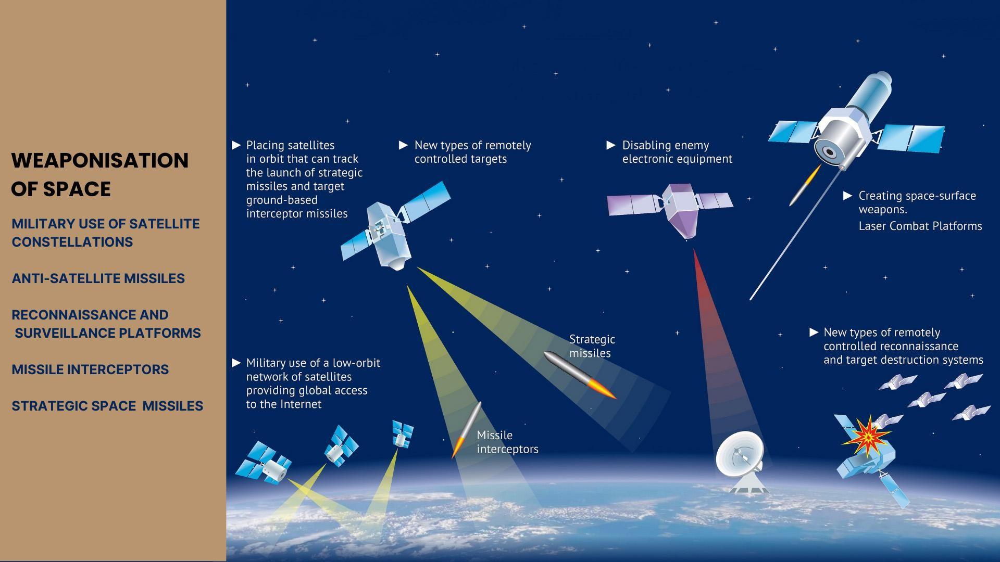 WEAPONISATION
OF SPACE
MILITARY USE OF SATELLITE
CONSTELLATIONS
ANTI-SATELLITE MISSILES
RECONNAISSANCE AND
SURVEILLANCE PLATFORMS
MISSILE INTERCEPTORS
STRATEGIC SPACE  MISSILES
Placing satellites
in orbit that can track
the launch of strategic
missiles and target
ground-based
interceptor missiles
New types of remotely
controlled targets
Disabling enemy
electronic equipment
Creating space-surface
weapons.
Laser Combat Platforms
Strategic
missiles
New types of remotely
controlled reconnaissance
and target destruction systems
Military use of a low-orbit
network of satellites
providing global access
to the Internet
Missile
interceptors